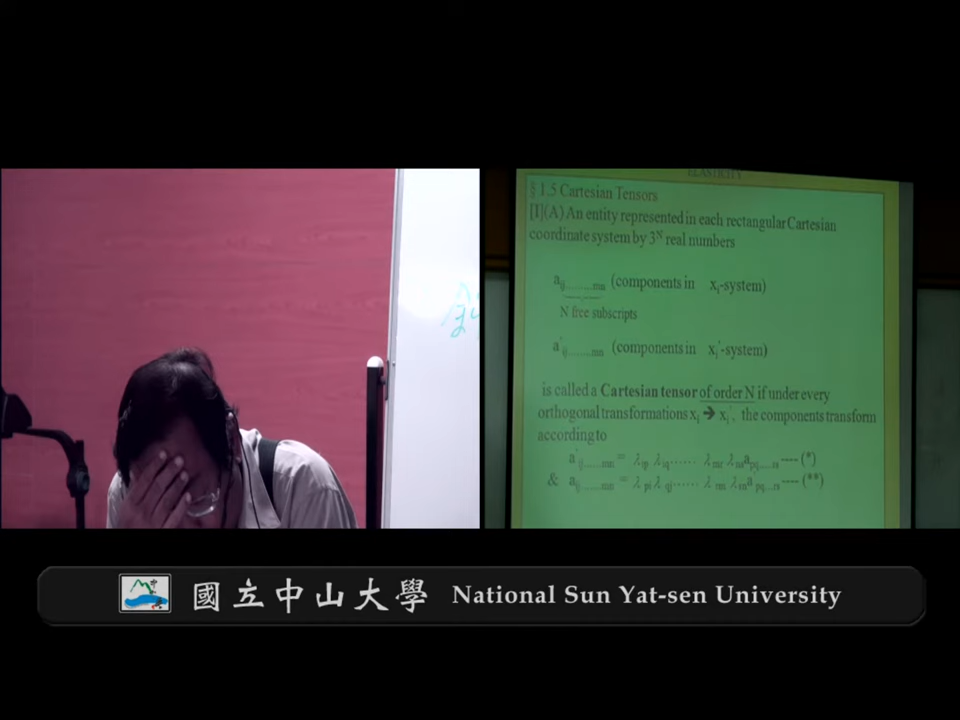 ELASTICITY
§ 1.5 Cartesian Tensors
[I](A) An entity represented in each rectangular Cartesian
coordinate system by 3ᴺ real numbers
a ij.........mn (components in xᵢ-system)
N free subscripts
a' ij.........mn (components in xᵢ'-system)
is called a Cartesian tensor of order N if under every
orthogonal transformations xᵢ ➔ xᵢ', the components transform
according to
a' ij.......mn = λip λjq...... λmr λns a pq....rs ---- (*)
& a ij.......mn = λpi λqj...... λrm λsn a' pq....rs ---- (**)
國立中山大學 National Sun Yat-sen University